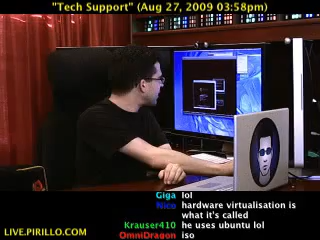 "Tech Support" (Aug 27, 2009 03:58pm)
Giga lol
Nico hardware virtualisation is
what it's called
Krauser410 he uses ubuntu lol
LIVE.PIRILLO.COM OmniDragon iso